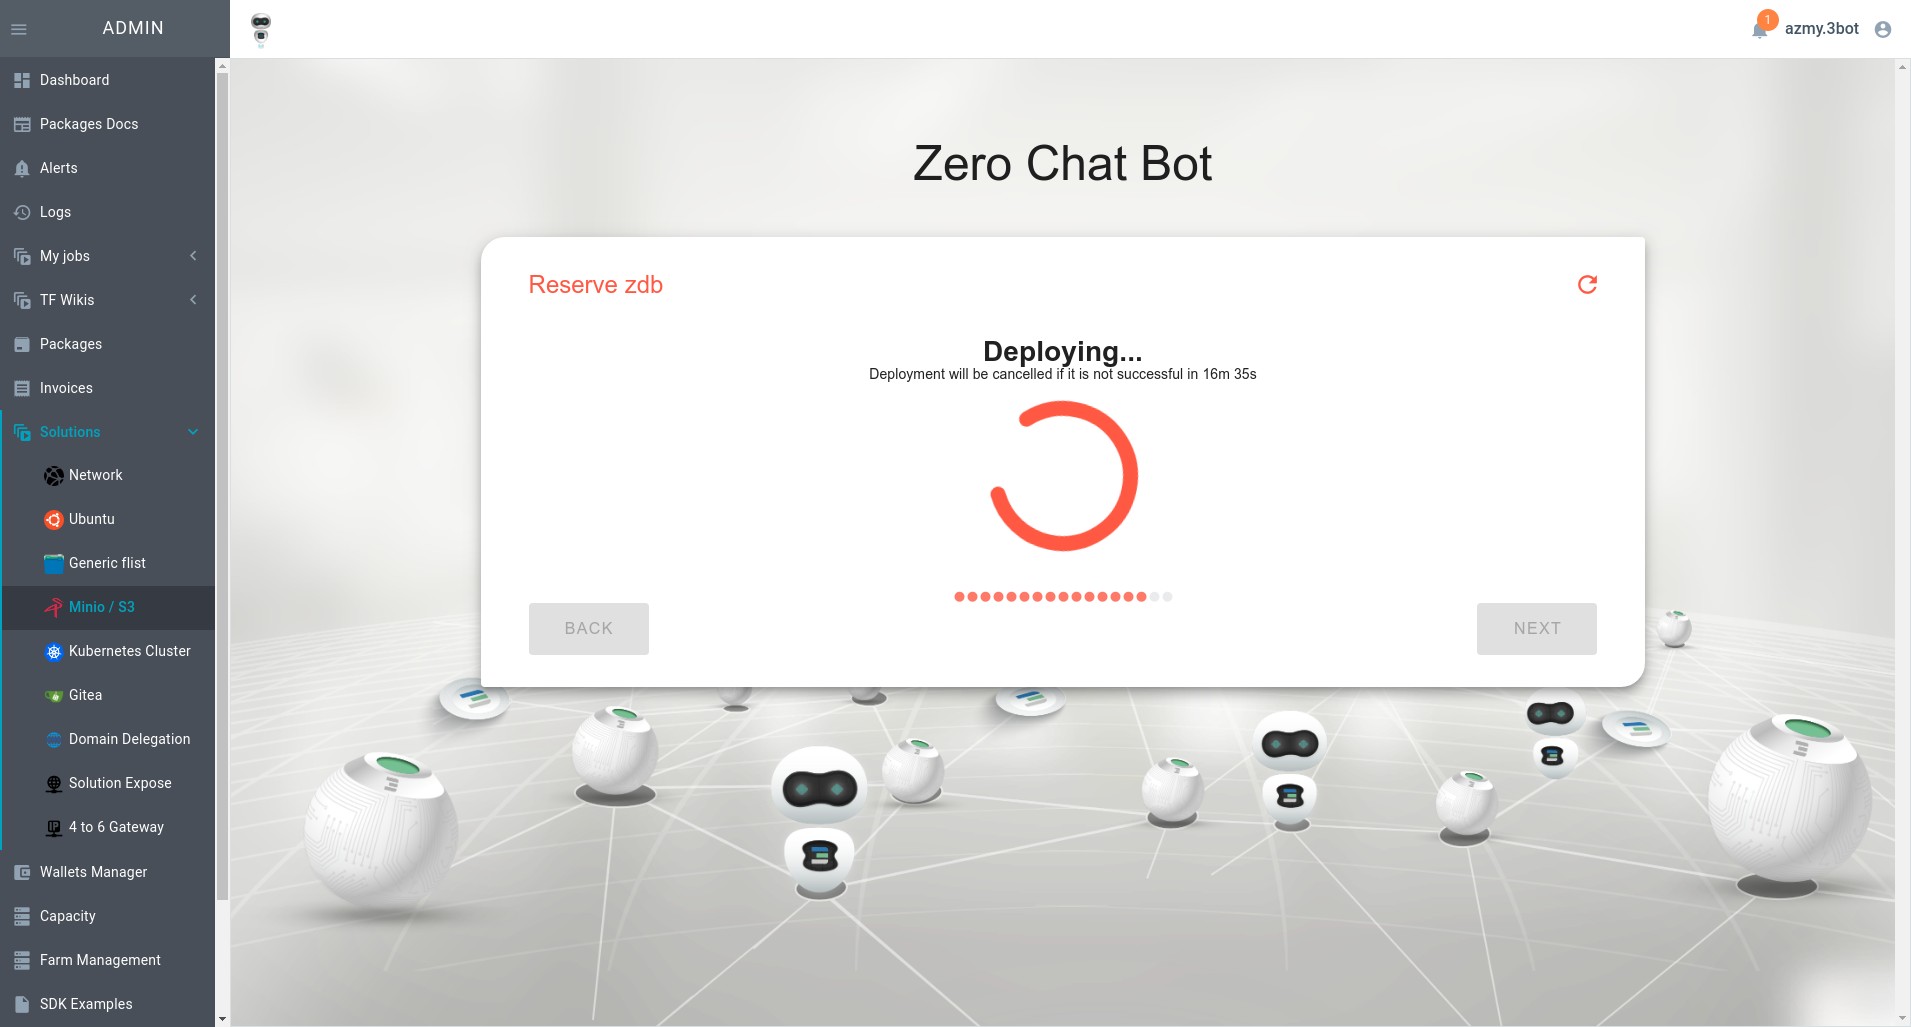 ADMIN
1
azmy.3bot
Dashboard
Packages Docs
Alerts
Logs
My jobs
TF Wikis
Packages
Invoices
Solutions
Network
Ubuntu
Generic flist
Minio / S3
Kubernetes Cluster
Gitea
Domain Delegation
Solution Expose
4 to 6 Gateway
Wallets Manager
Capacity
Farm Management
SDK Examples
Zero Chat Bot
Reserve zdb
Deploying...
Deployment will be cancelled if it is not successful in 16m 35s
BACK
NEXT